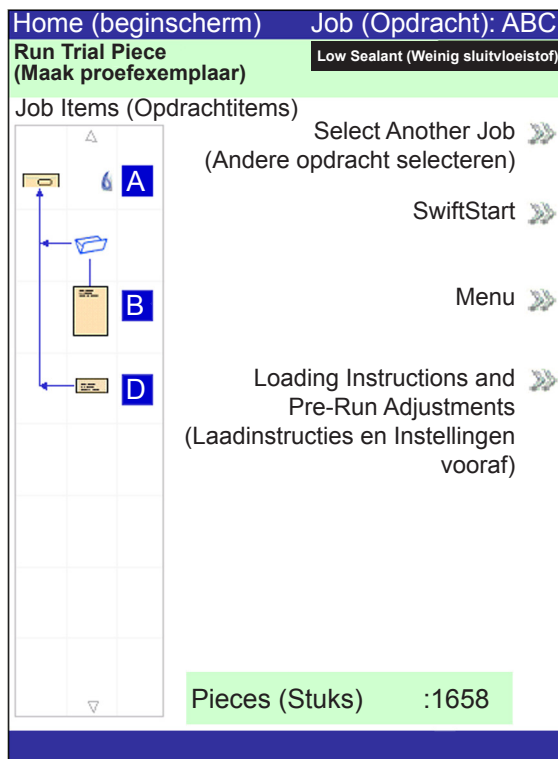 Home (beginscherm) Job (Opdracht): ABC
Run Trial Piece
(Maak proefexemplaar)
Low Sealant (Weinig sluitvloeistof)
Job Items (Opdrachtitems)
Select Another Job
(Andere opdracht selecteren)
A
SwiftStart
B
Menu
D
Loading Instructions and
Pre-Run Adjustments
(Laadinstructies en Instellingen
vooraf)
Pieces (Stuks) :1658